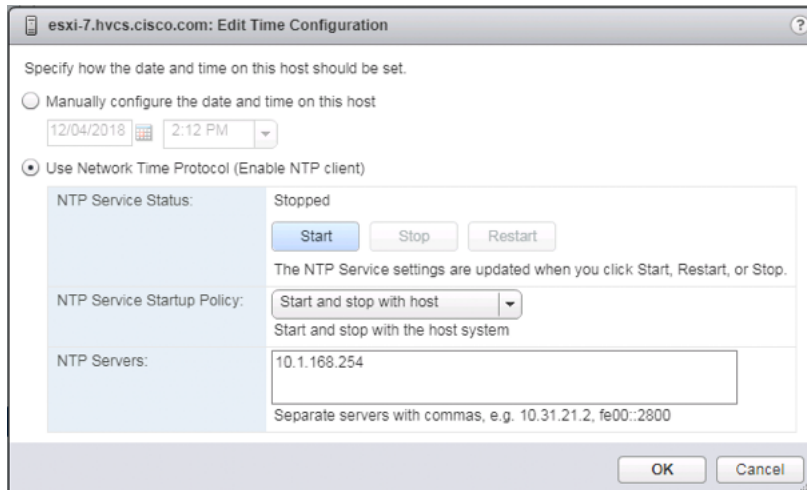 esxi-7.hvcs.cisco.com: Edit Time Configuration ?
Specify how the date and time on this host should be set.
Manually configure the date and time on this host
12/04/2018 2:12 PM
Use Network Time Protocol (Enable NTP client)
NTP Service Status: Stopped
Start Stop Restart
The NTP Service settings are updated when you click Start, Restart, or Stop.
NTP Service Startup Policy: Start and stop with host
Start and stop with the host system
NTP Servers: 10.1.168.254
Separate servers with commas, e.g. 10.31.21.2, fe00::2800
OK Cancel